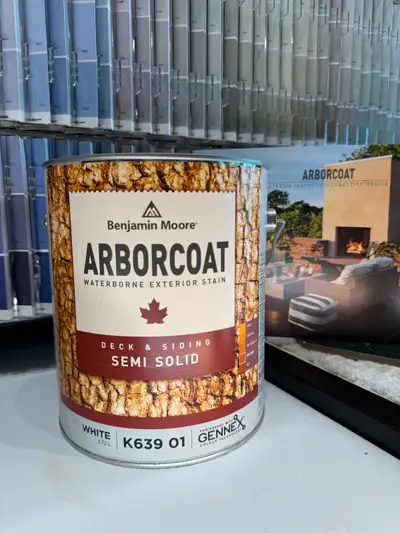 Benjamin Moore®
ARBORCOAT
WATERBORNE EXTERIOR STAIN
DECK & SIDING
SEMI SOLID
WHITE
K639 01
GENNEX
ARBORCOAT